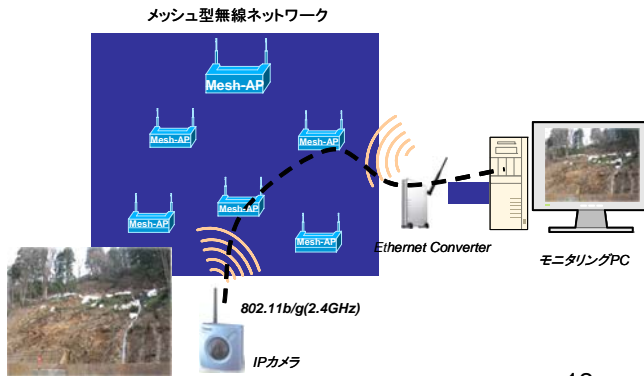 メッシュ型無線ネットワーク
Mesh-AP
Mesh-AP
Mesh-AP
Mesh-AP
Mesh-AP
Mesh-AP
Ethernet Converter
モニタリングPC
802.11b/g(2.4GHz)
IPカメラ